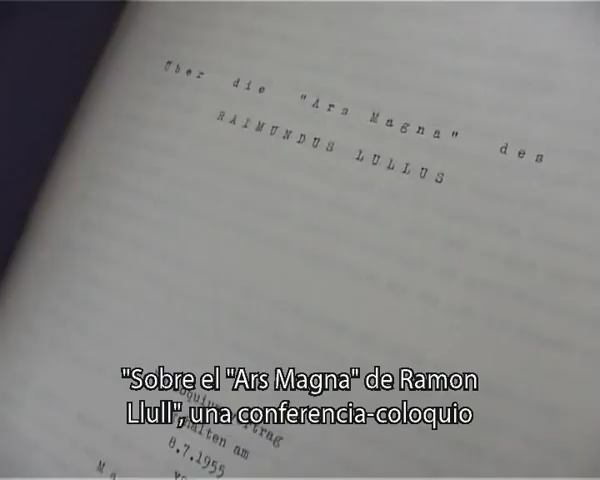 Über die "Ars Magna" des
RAIMUNDUS LULLUS
"Sobre el "Ars Magna" de Ramon
Llull", una conferencia-coloquio
8.7.1955